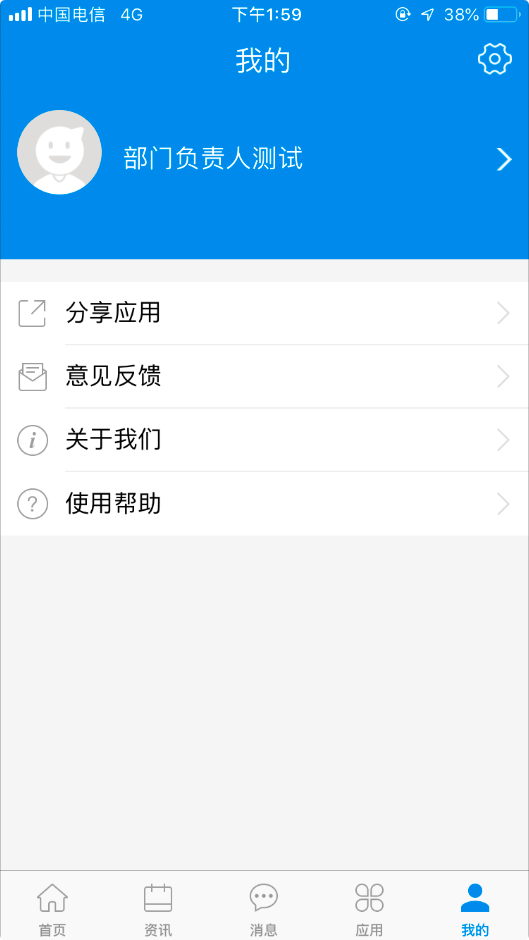 中国电信 4G 下午1:59 38%
我的
部门负责人测试
分享应用
意见反馈
关于我们
使用帮助
首页 资讯 消息 应用 我的